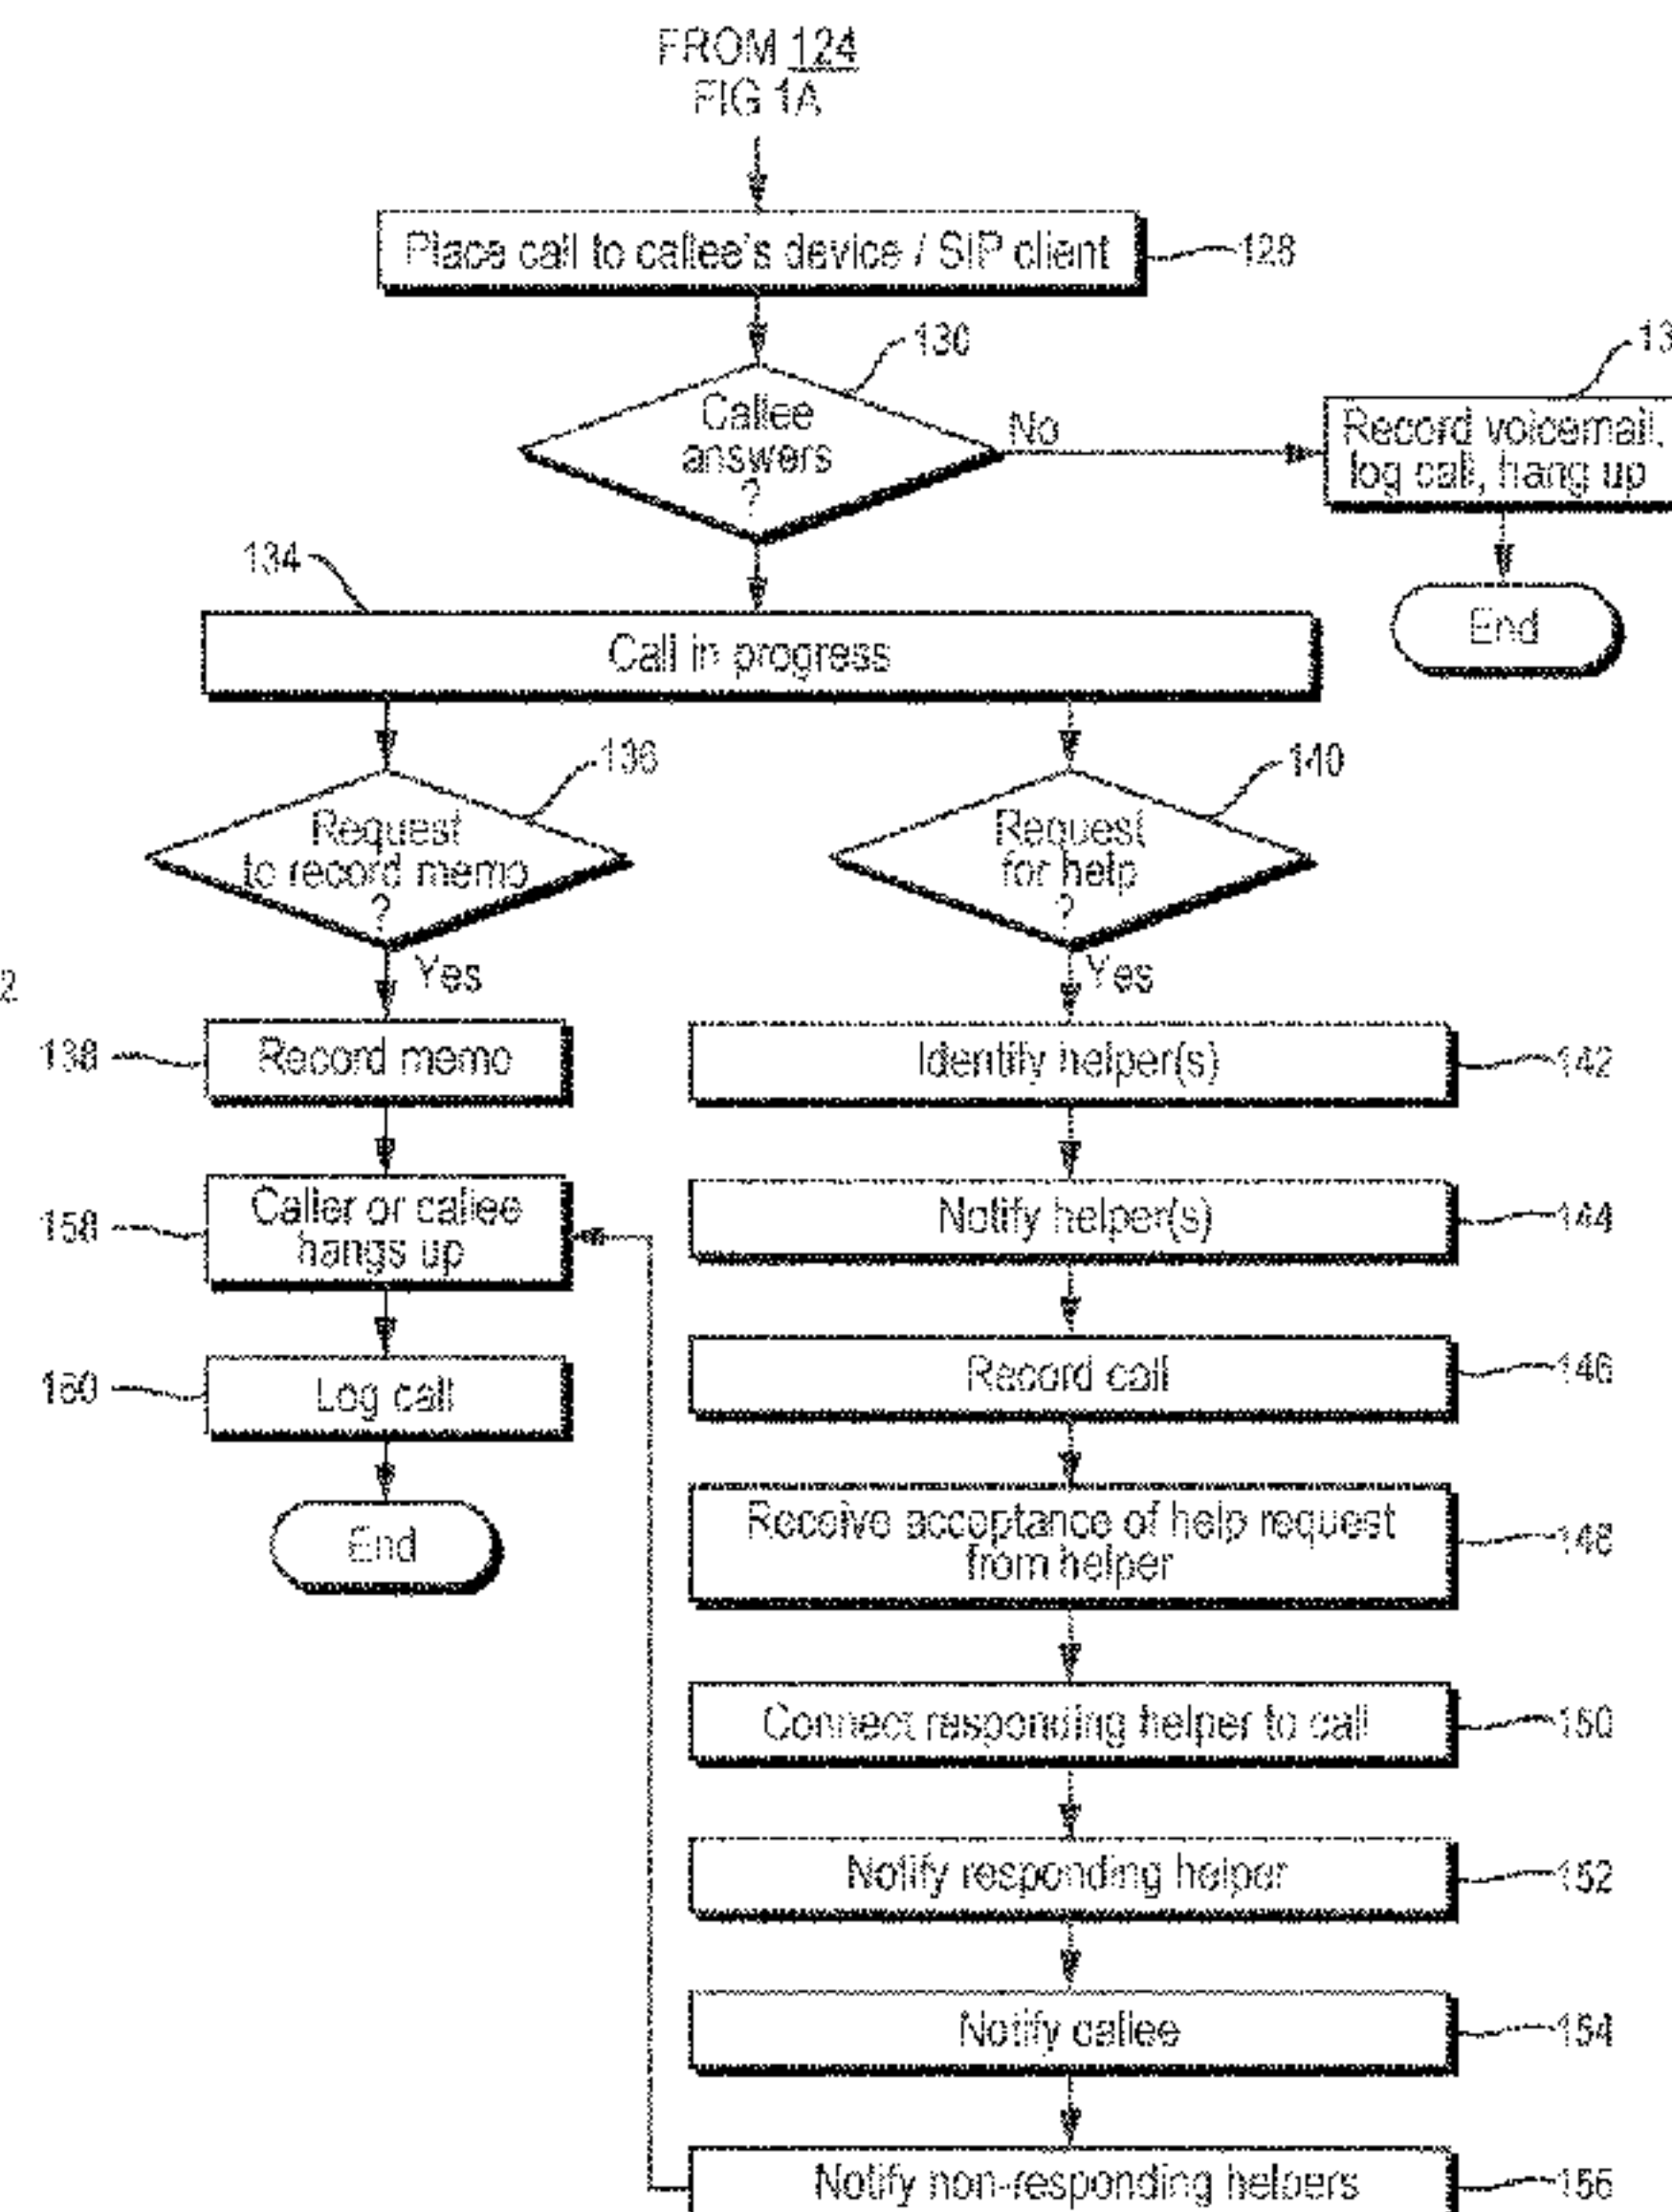 FROM 124
FIG 1A
Place call to callee's device / SIP client
128
130
Callee
answers
?
No
Record voicemail,
log call, hang up
End
134
Call in progress
136
Request
to record memo
?
Yes
140
Request
for help
?
Yes
2
138
Record memo
Identify helper(s)
142
158
Caller or callee
hangs up
Notify helper(s)
144
160
Log call
Record call
146
End
Receive acceptance of help request
from helper
Connect responding helper to call
150
Notify responding helper
152
Notify callee
154
Notify non-responding helpers